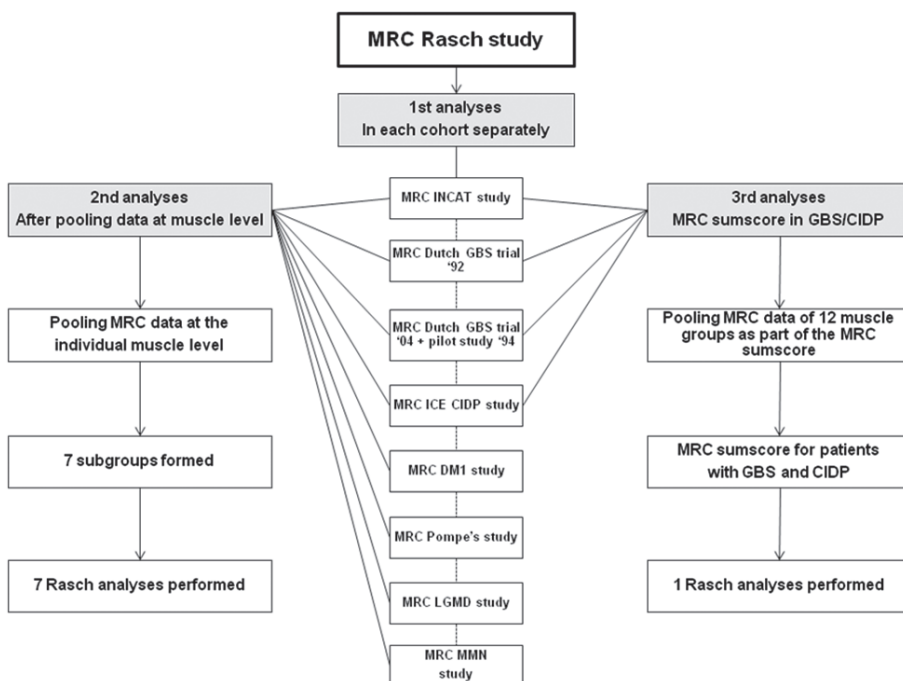 MRC Rasch study
1st analyses
In each cohort separately
2nd analyses
After pooling data at muscle level
Pooling MRC data at the
individual muscle level
7 subgroups formed
7 Rasch analyses performed
MRC INCAT study
MRC Dutch GBS trial
‘92
MRC Dutch GBS trial
‘04 + pilot study ‘94
MRC ICE CIDP study
MRC DM1 study
MRC Pompe's study
MRC LGMD study
MRC MMN
study
3rd analyses
MRC sumscore in GBS/CIDP
Pooling MRC data of 12 muscle
groups as part of the MRC
sumscore
MRC sumscore for patients
with GBS and CIDP
1 Rasch analyses performed